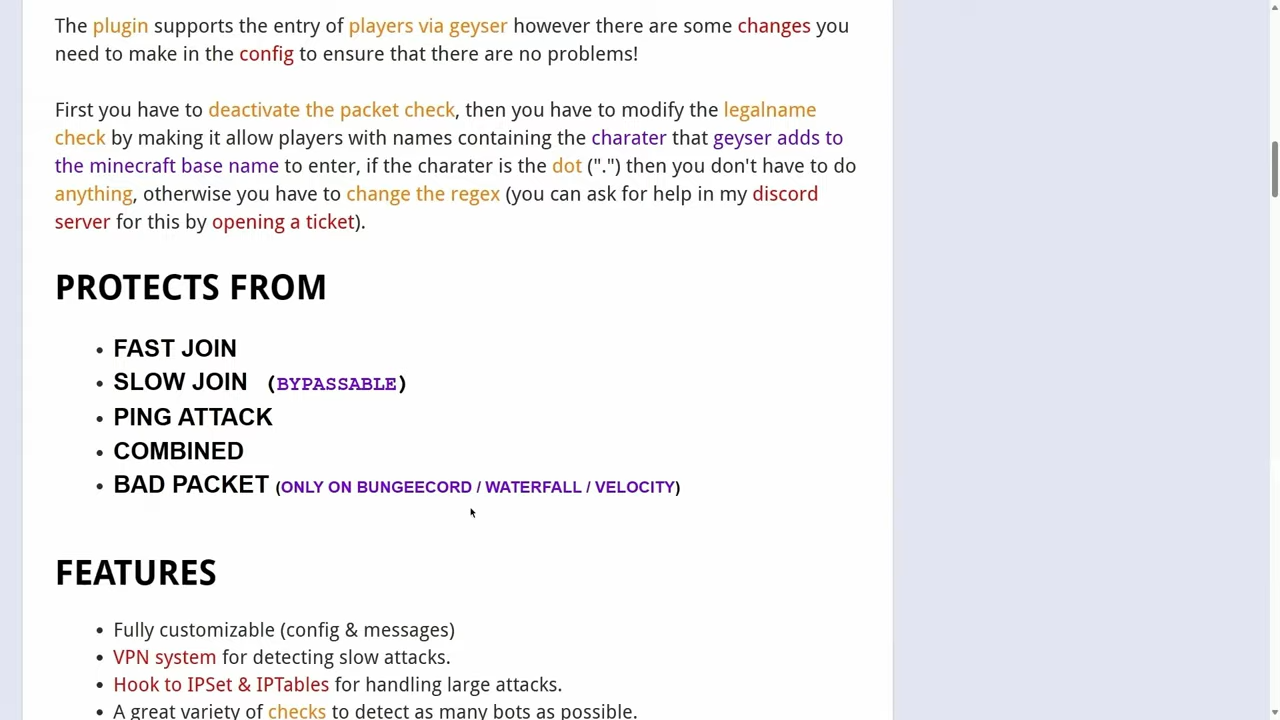 The plugin supports the entry of players via geyser however there are some changes you
need to make in the config to ensure that there are no problems!
First you have to deactivate the packet check, then you have to modify the legalname
check by making it allow players with names containing the charater that geyser adds to
the minecraft base name to enter, if the charater is the dot (".") then you don't have to do
anything, otherwise you have to change the regex (you can ask for help in my discord
server for this by opening a ticket).
PROTECTS FROM
• FAST JOIN
• SLOW JOIN (BYPASSABLE)
• PING ATTACK
• COMBINED
• BAD PACKET (ONLY ON BUNGEECORD / WATERFALL / VELOCITY)
FEATURES
• Fully customizable (config & messages)
• VPN system for detecting slow attacks.
• Hook to IPSet & IPTables for handling large attacks.
• A great variety of checks to detect as many bots as possible.